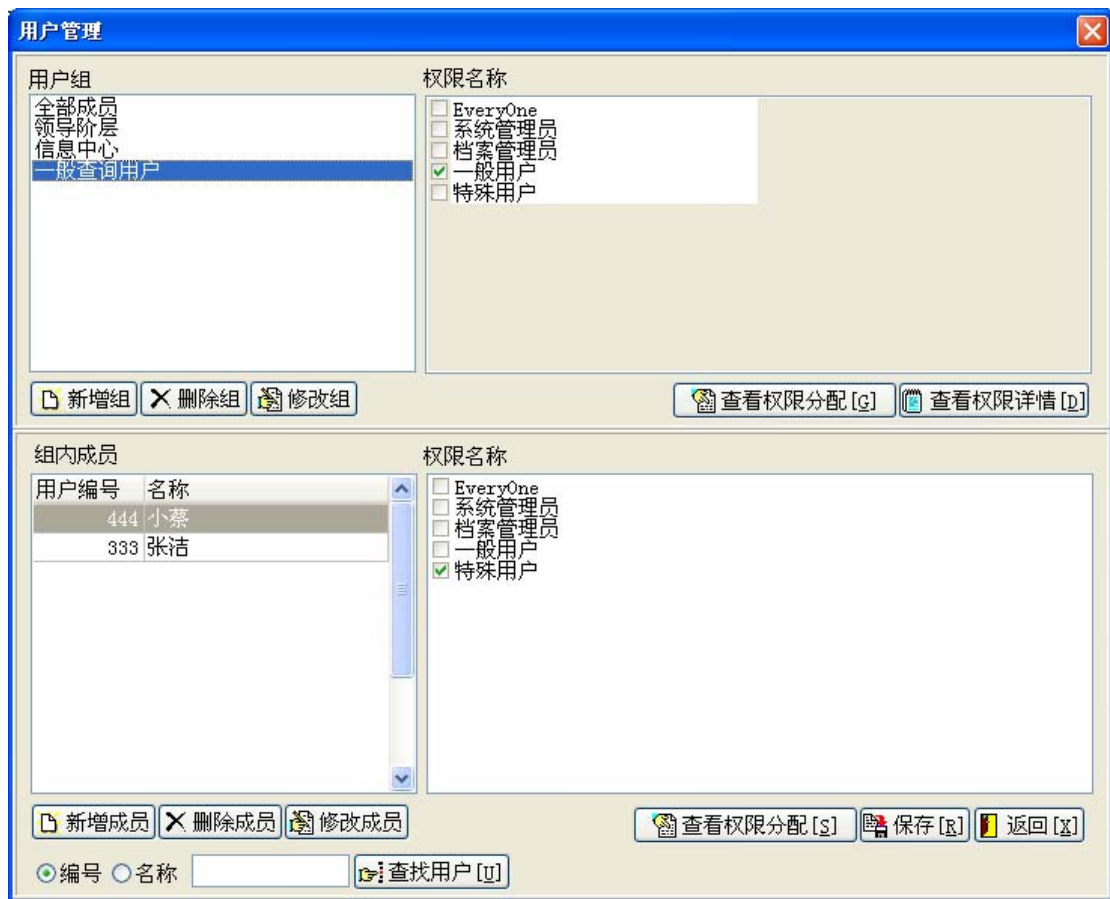 用户管理
用户组
权限名称
全部成员
领导阶层
信息中心
一般查询用户
EveryOne
系统管理员
档案管理员
一般用户
特殊用户
新增组 删除组 修改组 查看权限分配[G] 查看权限详情[D]
组内成员
权限名称
用户编号 名称
444 小蔡
333 张洁
EveryOne
系统管理员
档案管理员
一般用户
特殊用户
新增成员 删除成员 修改成员 查看权限分配[S] 保存[R] 返回[X]
编号 名称 查找用户[U]